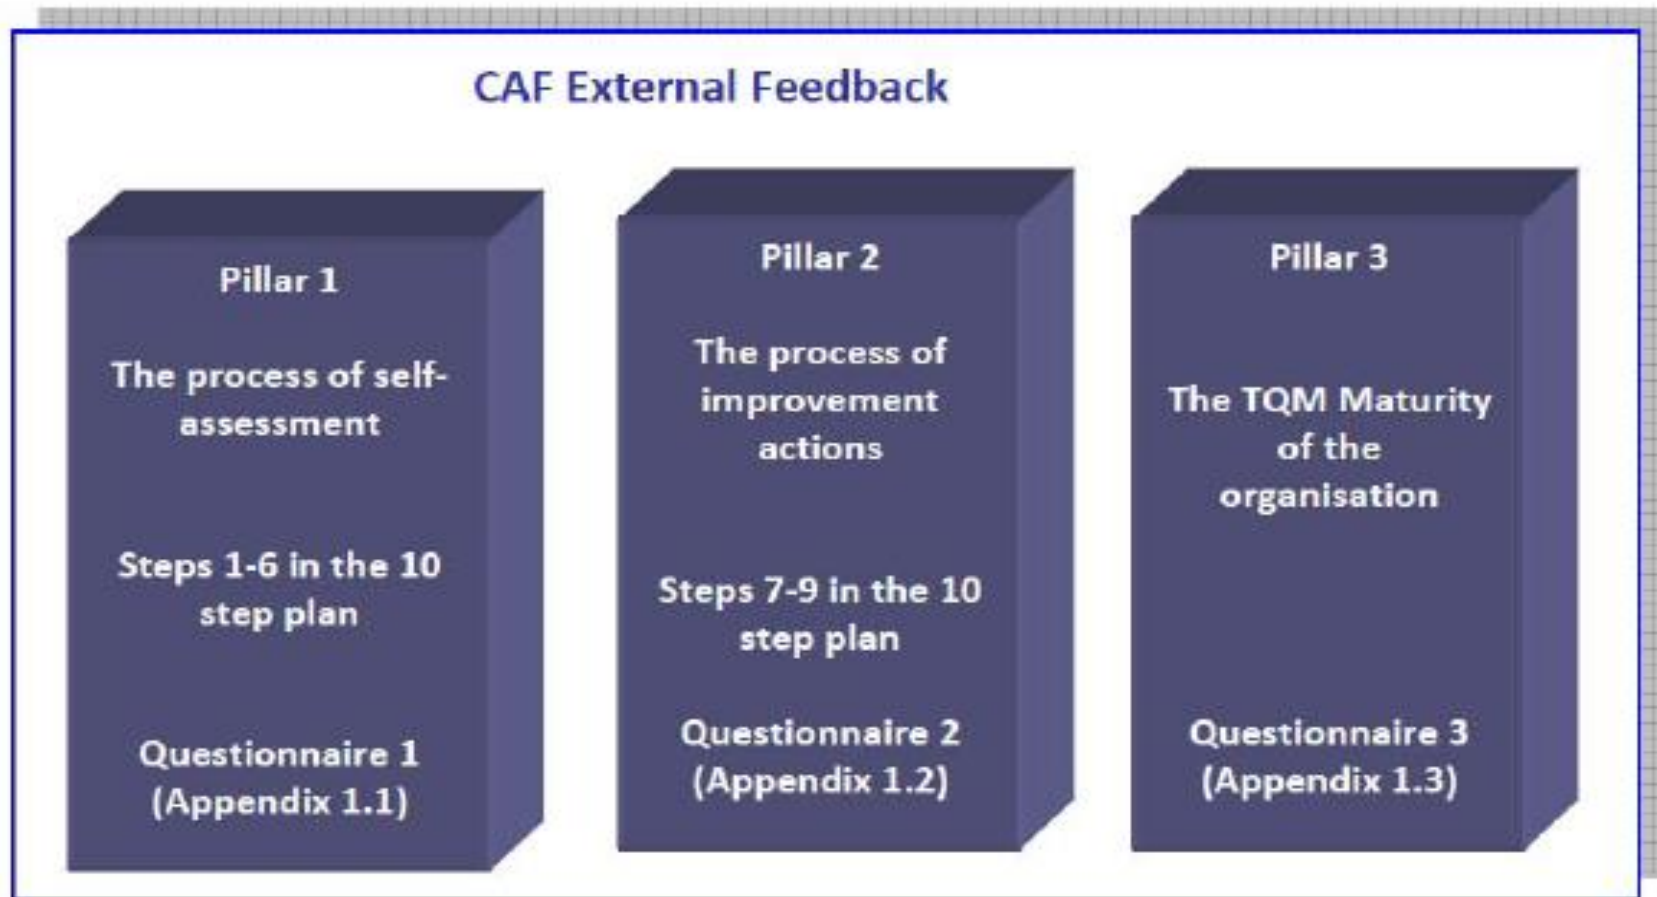 CAF External Feedback
Pillar 1
The process of self-
assessment
Steps 1-6 in the 10
step plan
Questionnaire 1
(Appendix 1.1)
Pillar 2
The process of
improvement
actions
Steps 7-9 in the 10
step plan
Questionnaire 2
(Appendix 1.2)
Pillar 3
The TQM Maturity
of the
organisation
Questionnaire 3
(Appendix 1.3)